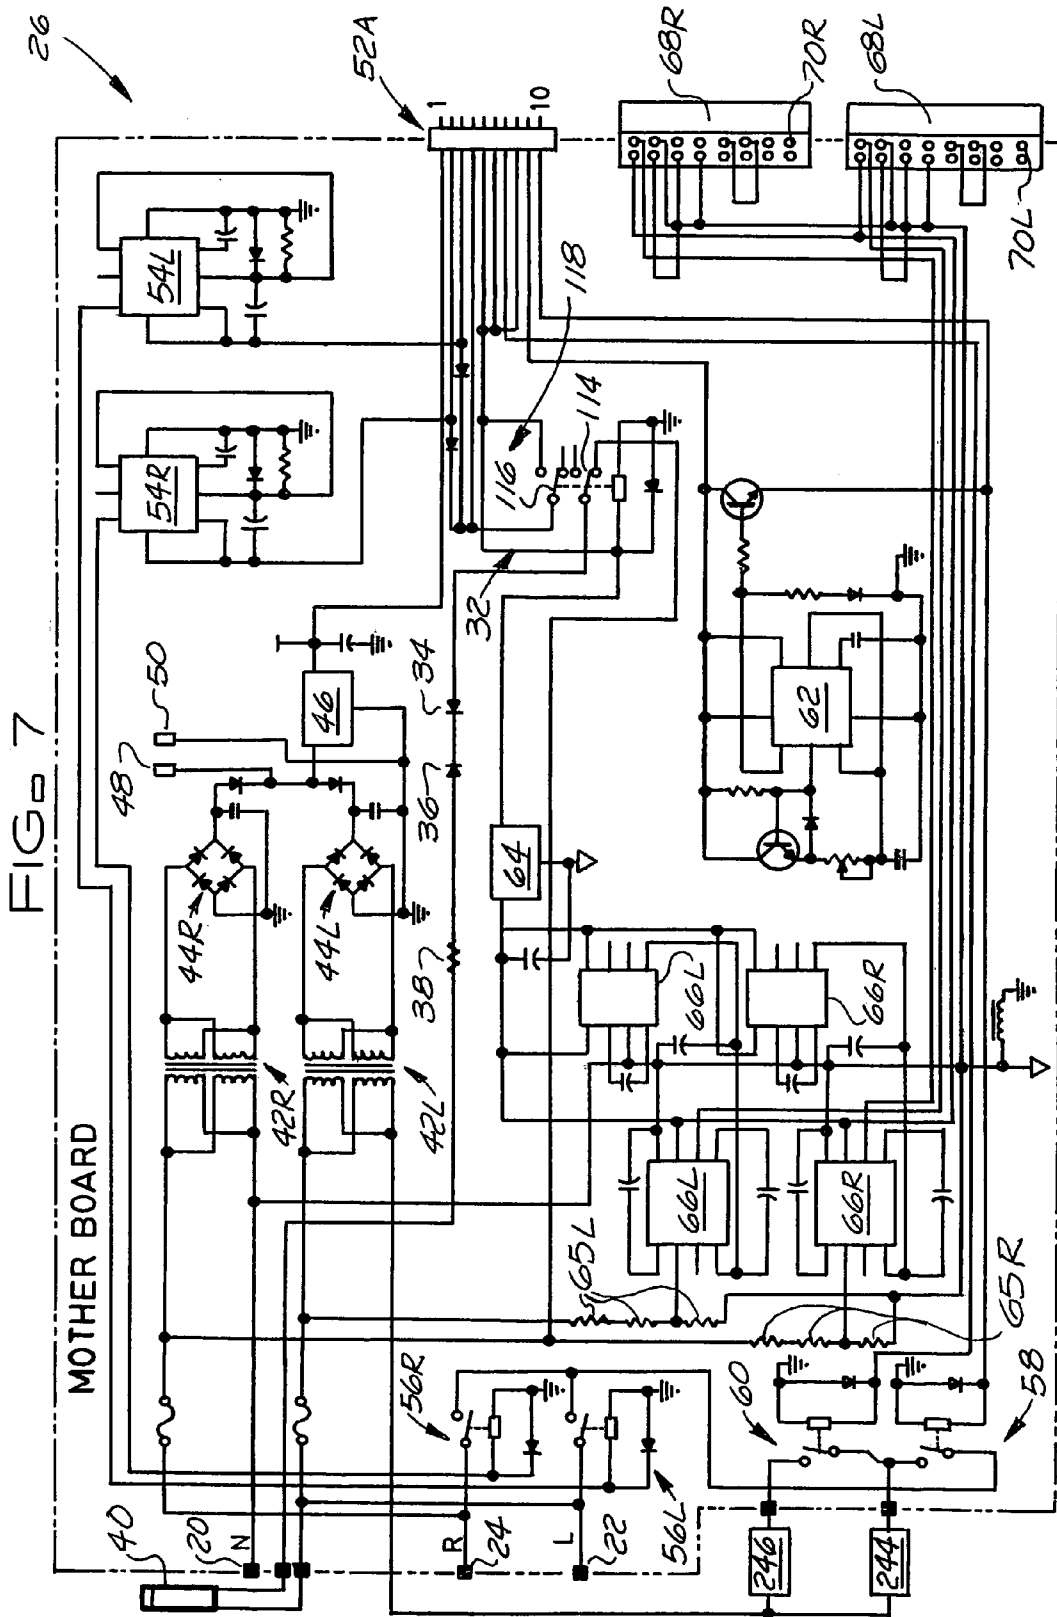 FIG. 7
MOTHER BOARD
26
54L
54R
52A
1
10
50
48
46
44R
44L
42R
42L
34
36
38
32
118
116
114
68R
70R
68L
70L
62
64
66L
66R
66L
66R
65L
65R
40
20
N
R
24
L
22
56R
56L
60
58
246
244